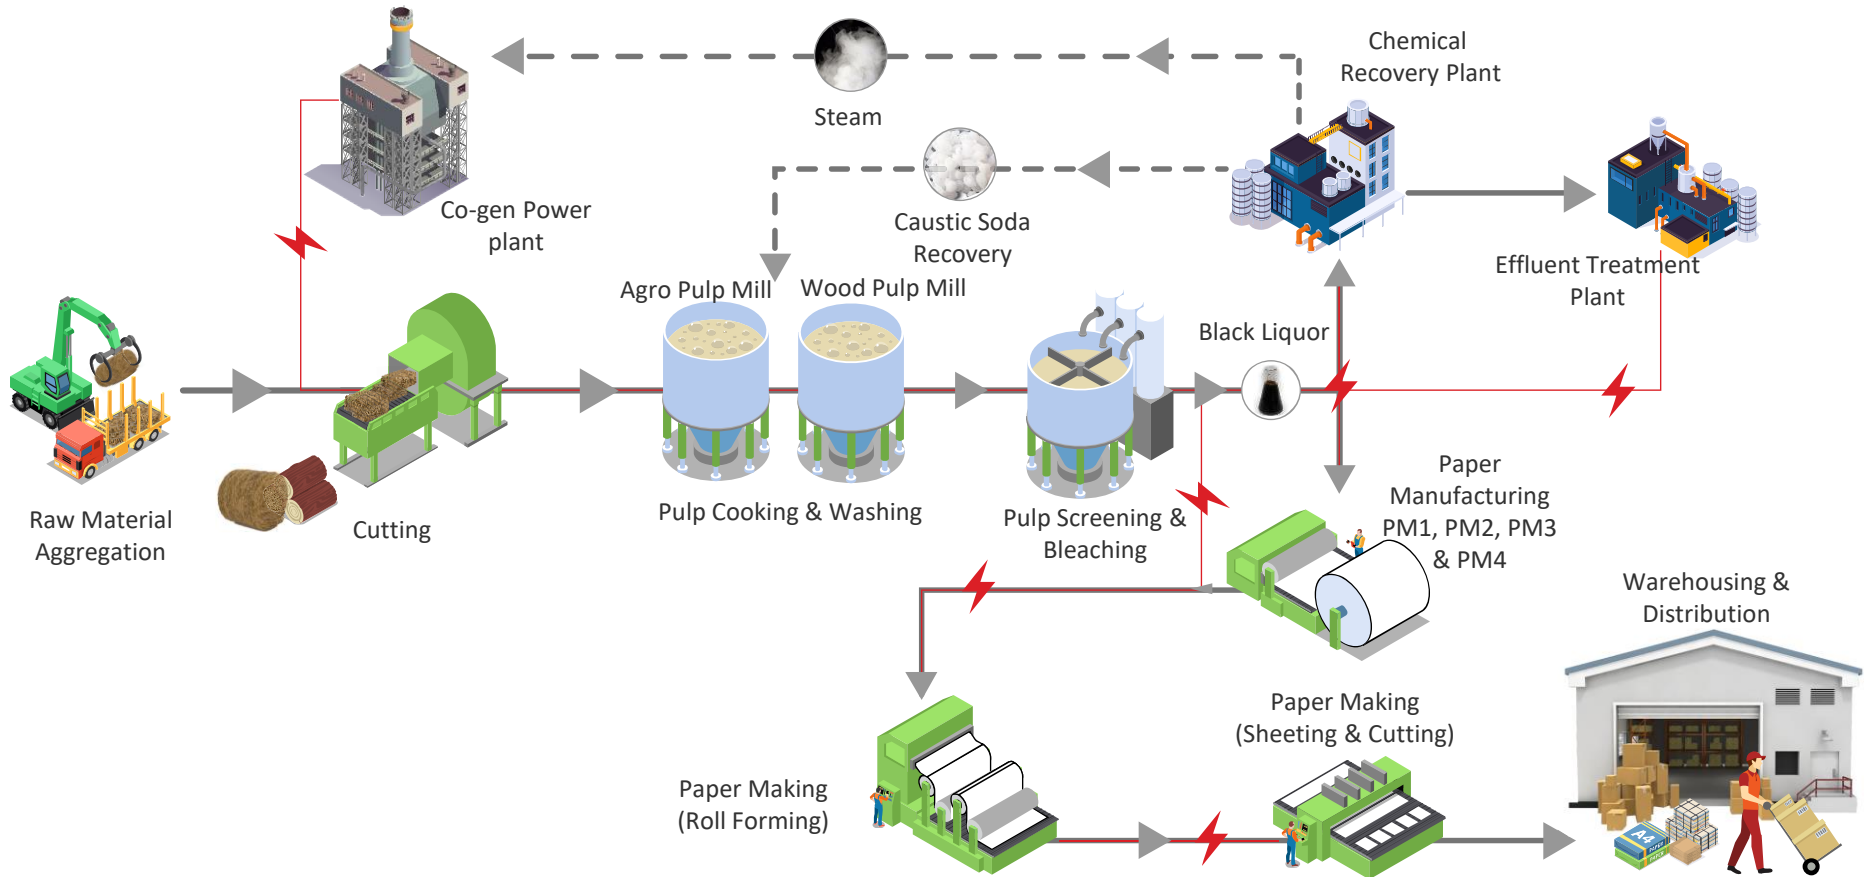 Chemical
Recovery Plant
Steam
Co-gen Power
plant
Caustic Soda
Recovery
Effluent Treatment
Plant
Agro Pulp Mill
Wood Pulp Mill
Black Liquor
Raw Material
Aggregation
Cutting
Pulp Cooking & Washing
Pulp Screening &
Bleaching
Paper
Manufacturing
PM1, PM2, PM3
& PM4
Warehousing &
Distribution
Paper Making
(Roll Forming)
Paper Making
(Sheeting & Cutting)
A4
PAPER